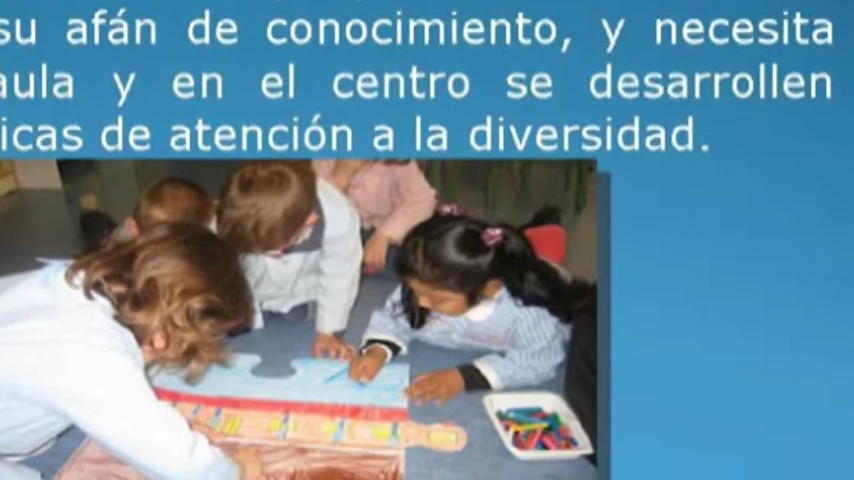 su afán de conocimiento, y necesita
aula y en el centro se desarrollen
icas de atención a la diversidad.